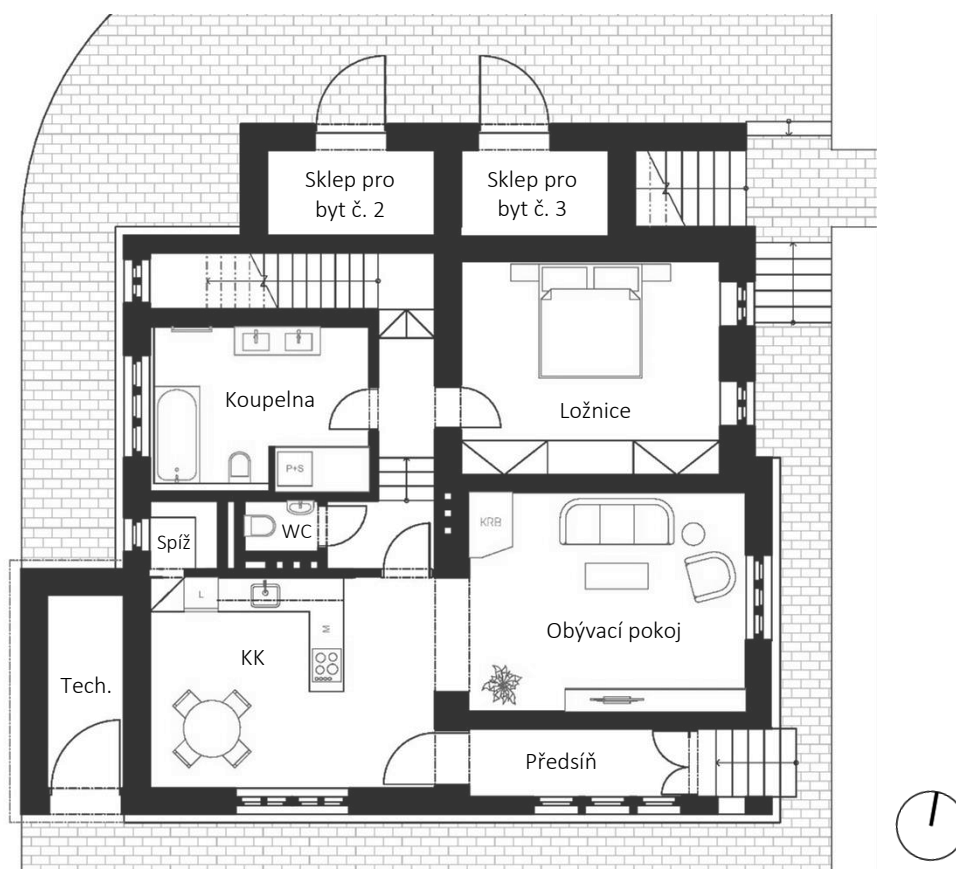 Sklep pro
byt č. 2
Sklep pro
byt č. 3
Koupelna
Ložnice
P+S
WC
KRB
Spíž
L
M
Obývací pokoj
KK
Tech.
Předsíň